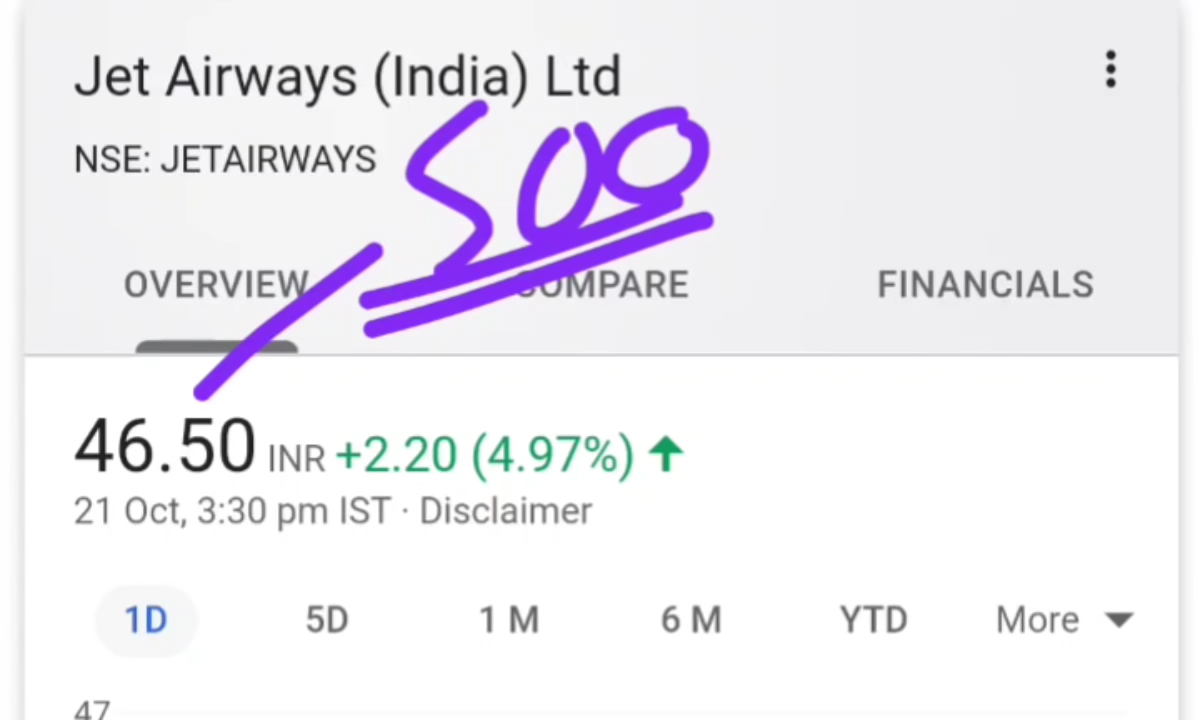 Jet Airways (India) Ltd
NSE: JETAIRWAYS
500
OVERVIEW COMPARE FINANCIALS
46.50 INR +2.20 (4.97%) ↑
21 Oct, 3:30 pm IST · Disclaimer
1D 5D 1 M 6 M YTD More
47